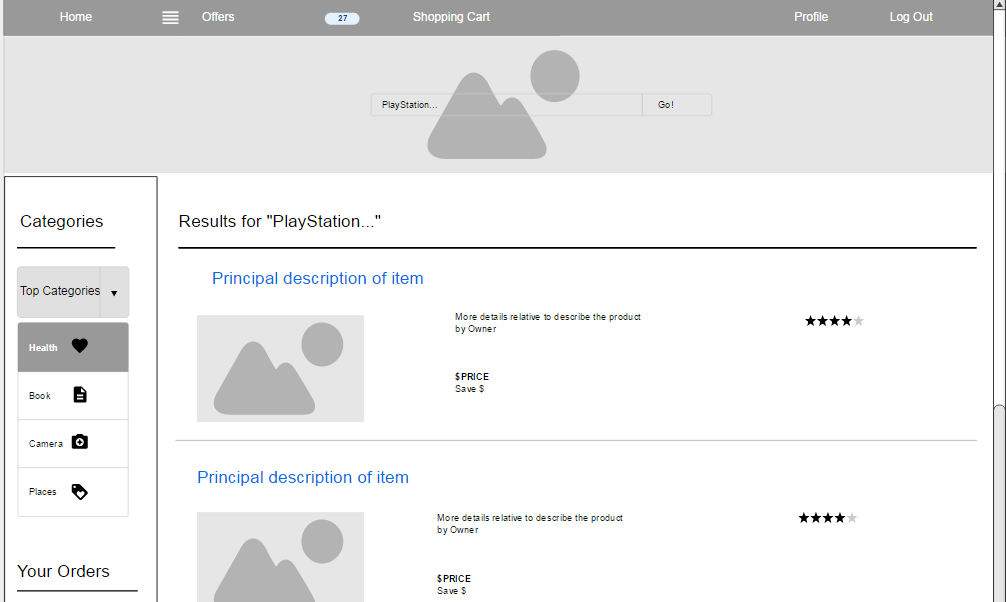 Home
Offers
27
Shopping Cart
Profile
Log Out
PlayStation...
Go!
Categories
Top Categories
Health
Book
Camera
Places
Your Orders
Results for "PlayStation..."
Principal description of item
More details relative to describe the product
by Owner
$PRICE
Save $
Principal description of item
More details relative to describe the product
by Owner
$PRICE
Save $